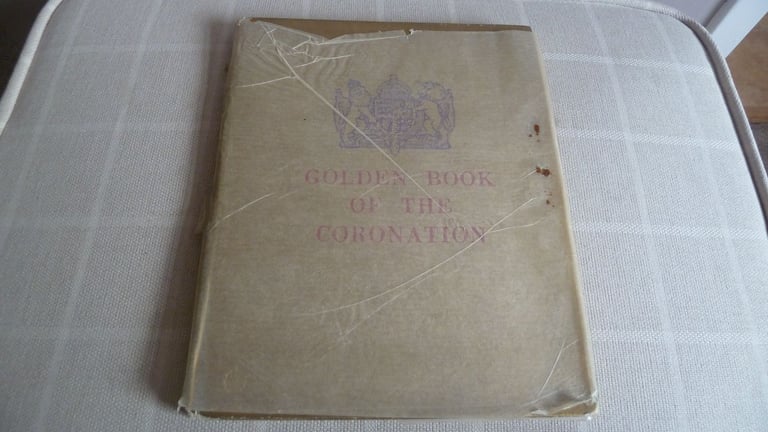 GOLDEN BOOK
OF THE
CORONATION